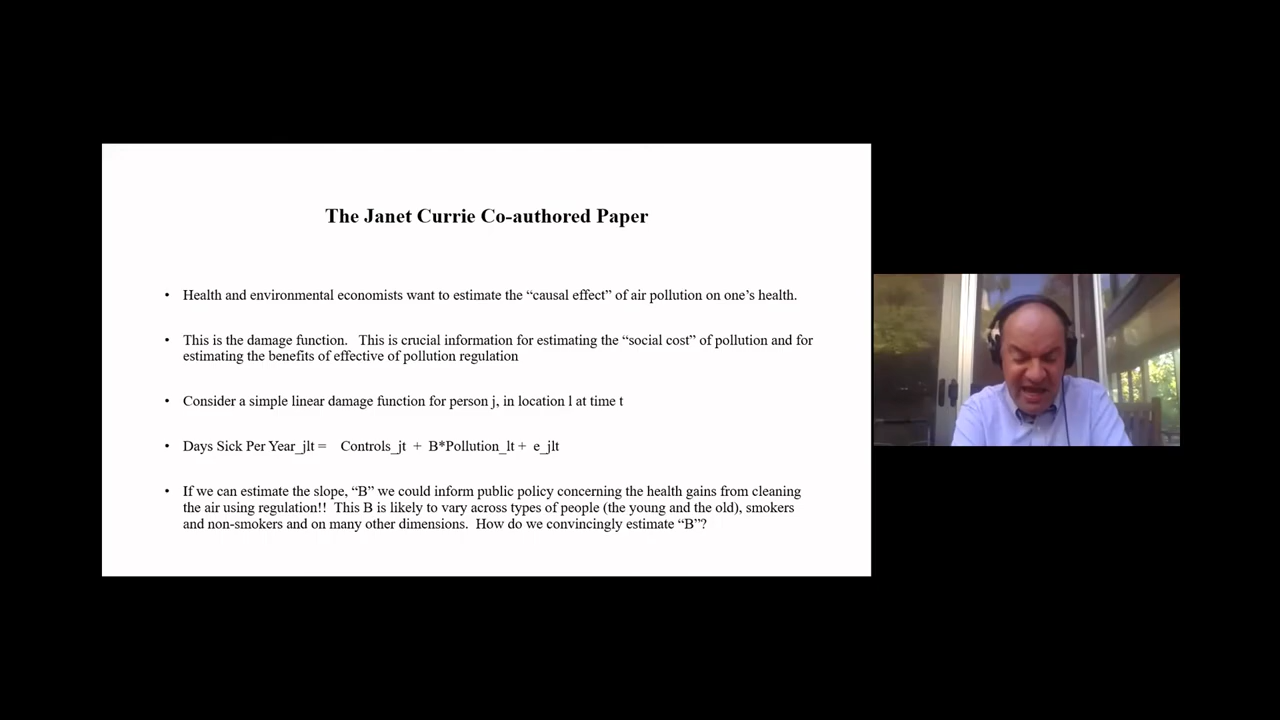 The Janet Currie Co-authored Paper
• Health and environmental economists want to estimate the “causal effect” of air pollution on one’s health.
• This is the damage function.   This is crucial information for estimating the “social cost” of pollution and for
estimating the benefits of effective of pollution regulation
• Consider a simple linear damage function for person j, in location l at time t
• Days Sick Per Year_jlt =    Controls_jt  +  B*Pollution_lt +  e_jlt
• If we can estimate the slope, “B” we could inform public policy concerning the health gains from cleaning
the air using regulation!!  This B is likely to vary across types of people (the young and the old), smokers
and non-smokers and on many other dimensions.  How do we convincingly estimate “B”?